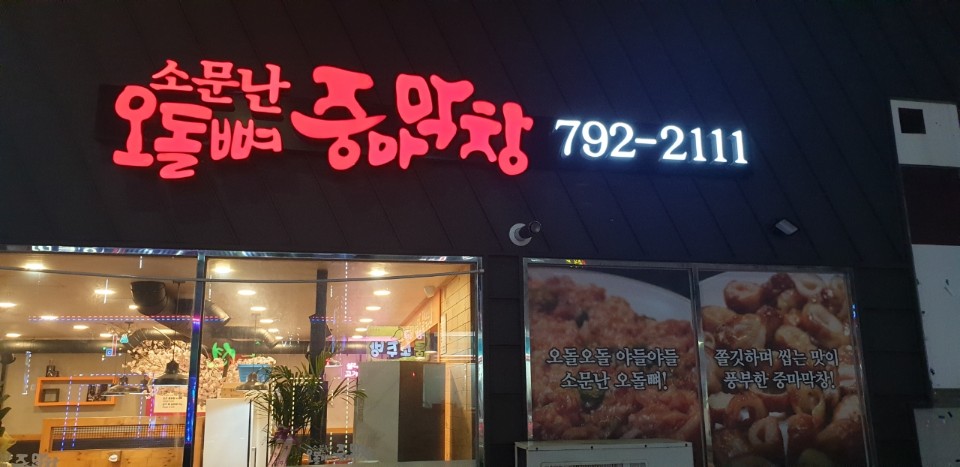 소문난
오돌뼈 중마막창 792-2111
오돌오돌 야들야들
소문난 오돌뼈!
쫄깃하며 씹는 맛이
풍부한 중마막창!